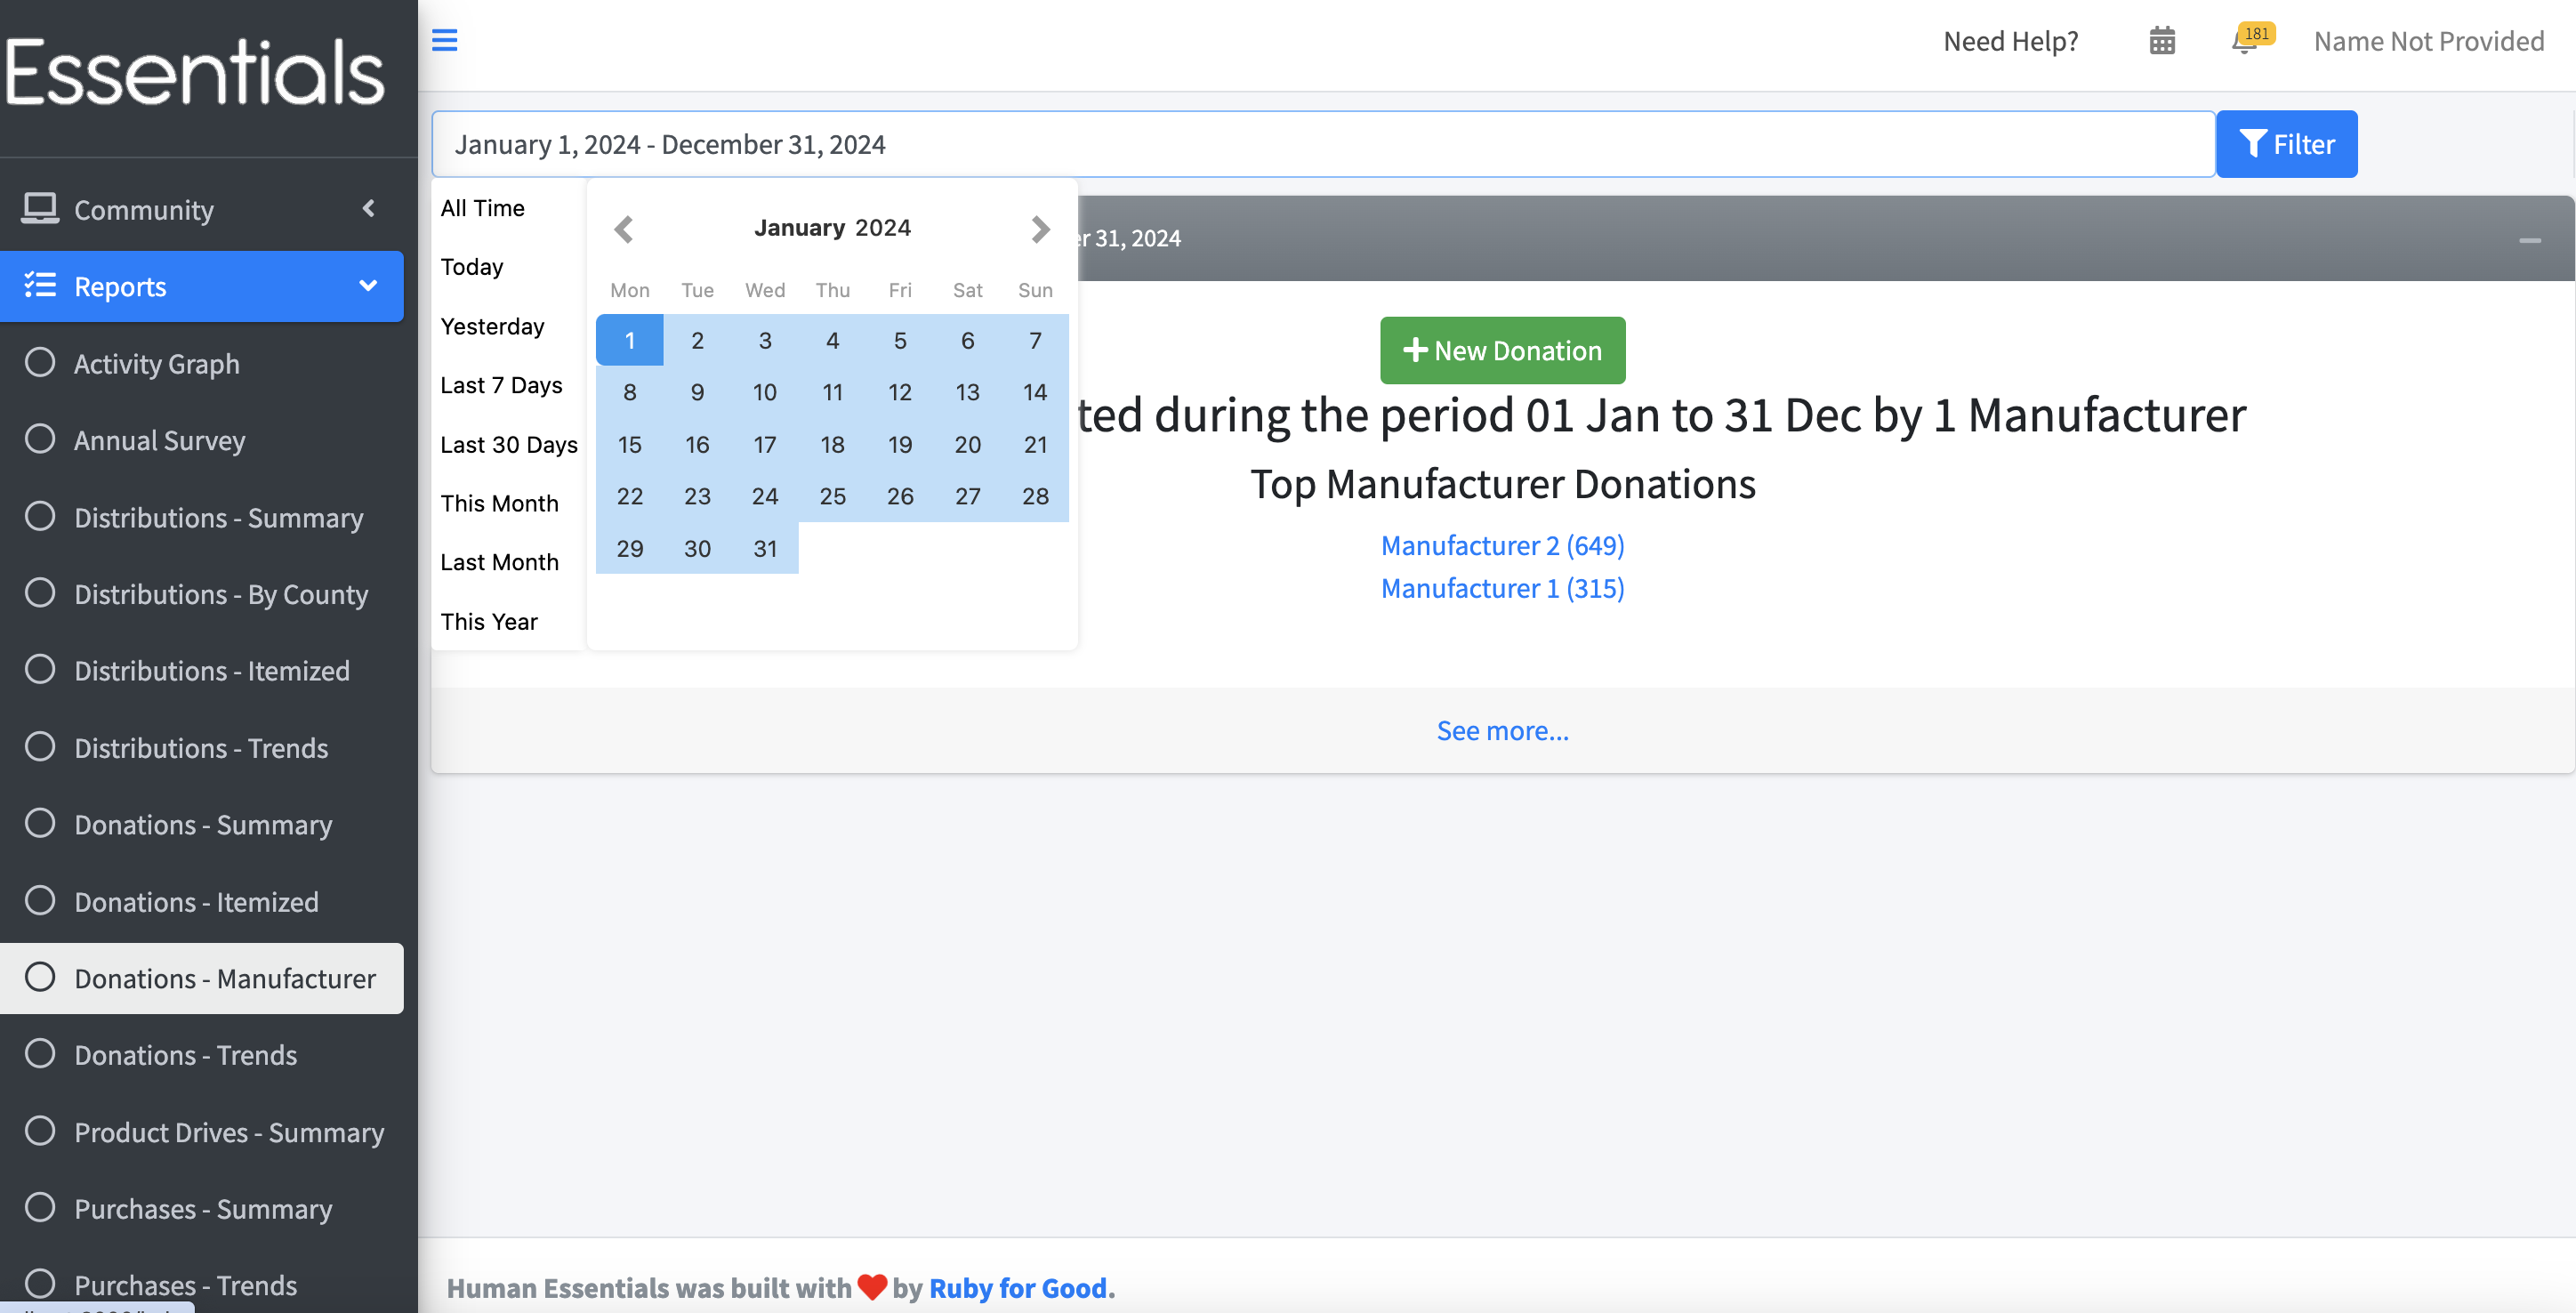 Essentials
Community
Reports
Activity Graph
Annual Survey
Distributions - Summary
Distributions - By County
Distributions - Itemized
Distributions - Trends
Donations - Summary
Donations - Itemized
Donations - Manufacturer
Donations - Trends
Product Drives - Summary
Purchases - Summary
Purchases - Trends
Need Help?
181
Name Not Provided
January 1, 2024 - December 31, 2024
Filter
All Time
Today
Yesterday
Last 7 Days
Last 30 Days
This Month
Last Month
This Year
January 2024
Mon Tue Wed Thu Fri Sat Sun
1 2 3 4 5 6 7
8 9 10 11 12 13 14
15 16 17 18 19 20 21
22 23 24 25 26 27 28
29 30 31
31, 2024
New Donation
during the period 01 Jan to 31 Dec by 1 Manufacturer
Top Manufacturer Donations
Manufacturer 2 (649)
Manufacturer 1 (315)
See more...
Human Essentials was built with ❤️ by Ruby for Good.